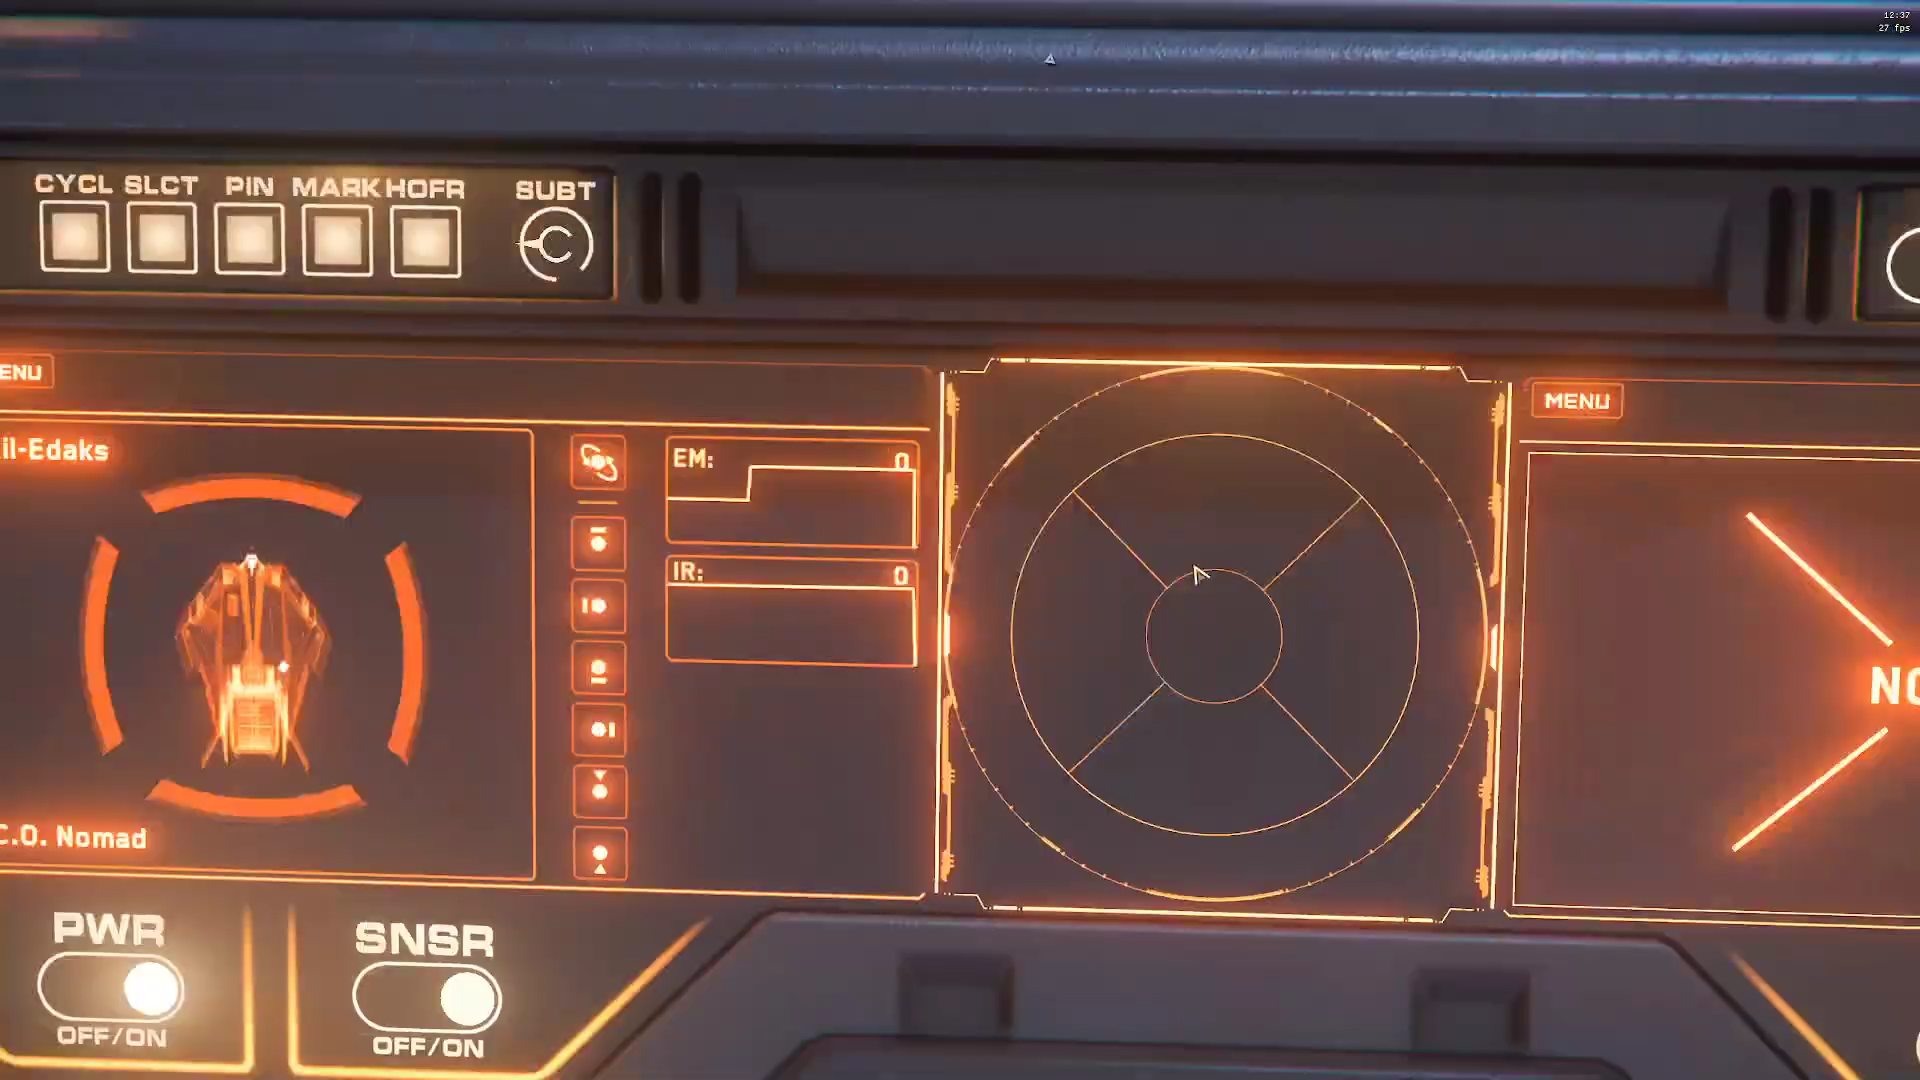 12:37
27 fps
CYCL SLCT PIN MARK HOFR SUBT
ENU
MENU
il-Edaks
EM: 0
IR: 0
NO
C.O. Nomad
PWR
OFF/ON
SNSR
OFF/ON